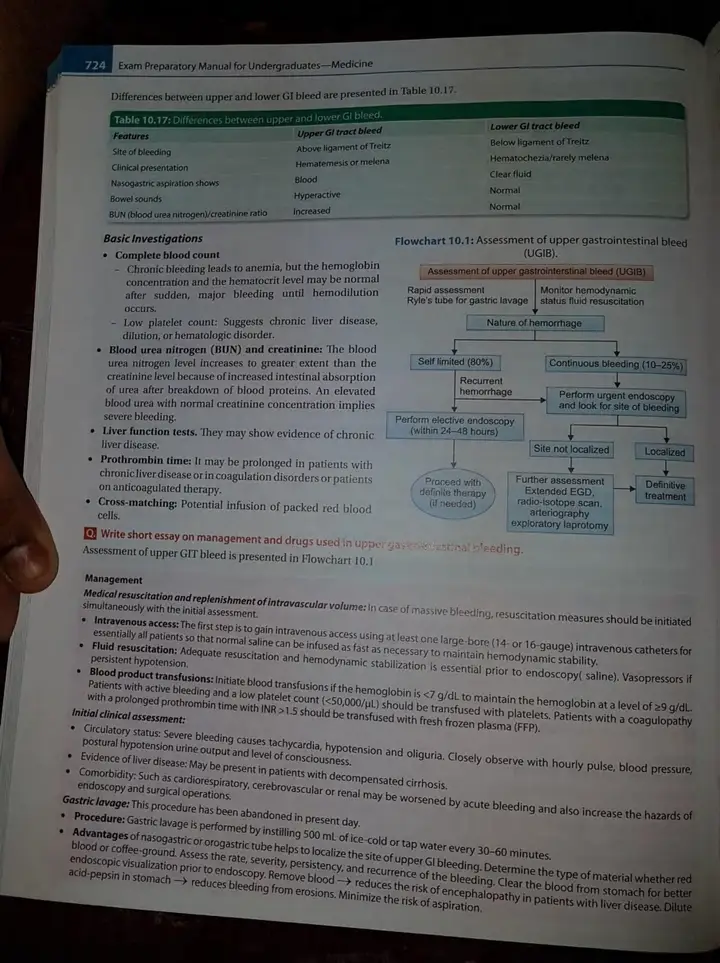 724 Exam Preparatory Manual for Undergraduates—Medicine
Differences between upper and lower GI bleed are presented in Table 10.17.
Table 10.17: Differences between upper and lower GI bleed.
Features Upper GI tract bleed Lower GI tract bleed
Site of bleeding Above ligament of Treitz Below ligament of Treitz
Clinical presentation Hematemesis or melena Hematochezia/rarely melena
Nasogastric aspiration shows Blood Clear fluid
Bowel sounds Hyperactive Normal
BUN (blood urea nitrogen)/creatinine ratio Increased Normal
Basic Investigations
• Complete blood count
– Chronic bleeding leads to anemia, but the hemoglobin
concentration and the hematocrit level may be normal
after sudden, major bleeding until hemodilution
occurs.
– Low platelet count: Suggests chronic liver disease,
dilution, or hematologic disorder.
• Blood urea nitrogen (BUN) and creatinine: The blood
urea nitrogen level increases to greater extent than the
creatinine level because of increased intestinal absorption
of urea after breakdown of blood proteins. An elevated
blood urea with normal creatinine concentration implies
severe bleeding.
• Liver function tests. They may show evidence of chronic
liver disease.
• Prothrombin time: It may be prolonged in patients with
chronic liver disease or in coagulation disorders or patients
on anticoagulated therapy.
• Cross-matching: Potential infusion of packed red blood
cells.
Flowchart 10.1: Assessment of upper gastrointestinal bleed
(UGIB).
Assessment of upper gastrointerstinal bleed (UGIB)
Rapid assessment
Ryle's tube for gastric lavage
Monitor hemodynamic
status fluid resuscitation
Nature of hemorrhage
Self limited (80%)
Continuous bleeding (10–25%)
Recurrent
hemorrhage
Perform elective endoscopy
(within 24–48 hours)
Perform urgent endoscopy
and look for site of bleeding
Site not localized
Localized
Proceed with
definite therapy
(if needed)
Further assessment
Extended EGD,
radio-isotope scan,
arteriography
exploratory laprotomy
Definitive
treatment
Q. Write short essay on management and drugs used in upper gastrointestinal bleeding.
Assessment of upper GIT bleed is presented in Flowchart 10.1
Management
Medical resuscitation and replenishment of intravascular volume: In case of massive bleeding, resuscitation measures should be initiated
simultaneously with the initial assessment.
• Intravenous access: The first step is to gain intravenous access using at least one large-bore (14- or 16-gauge) intravenous catheters for
essentially all patients so that normal saline can be infused as fast as necessary to maintain hemodynamic stability.
• Fluid resuscitation: Adequate resuscitation and hemodynamic stabilization is essential prior to endoscopy( saline). Vasopressors if
persistent hypotension.
• Blood product transfusions: Initiate blood transfusions if the hemoglobin is <7 g/dL to maintain the hemoglobin at a level of ≥9 g/dL.
Patients with active bleeding and a low platelet count (<50,000/μL) should be transfused with platelets. Patients with a coagulopathy
with a prolonged prothrombin time with INR >1.5 should be transfused with fresh frozen plasma (FFP).
Initial clinical assessment:
• Circulatory status: Severe bleeding causes tachycardia, hypotension and oliguria. Closely observe with hourly pulse, blood pressure,
postural hypotension urine output and level of consciousness.
• Evidence of liver disease: May be present in patients with decompensated cirrhosis.
• Comorbidity: Such as cardiorespiratory, cerebrovascular or renal may be worsened by acute bleeding and also increase the hazards of
endoscopy and surgical operations.
Gastric lavage: This procedure has been abandoned in present day.
• Procedure: Gastric lavage is performed by instilling 500 mL of ice-cold or tap water every 30–60 minutes.
• Advantages of nasogastric or orogastric tube helps to localize the site of upper GI bleeding. Determine the type of material whether red
blood or coffee-ground. Assess the rate, severity, persistency, and recurrence of the bleeding. Clear the blood from stomach for better
endoscopic visualization prior to endoscopy. Remove blood → reduces the risk of encephalopathy in patients with liver disease. Dilute
acid-pepsin in stomach → reduces bleeding from erosions. Minimize the risk of aspiration.